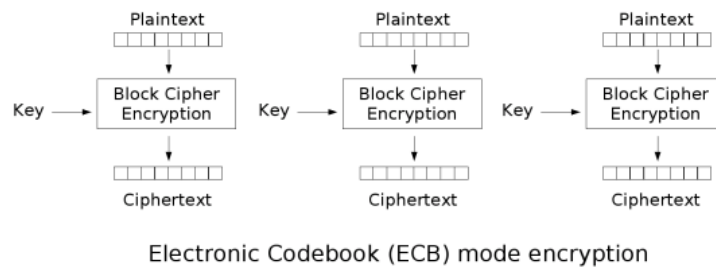 Plaintext Plaintext Plaintext
Key Block Cipher Encryption Key Block Cipher Encryption Key Block Cipher Encryption
Ciphertext Ciphertext Ciphertext
Electronic Codebook (ECB) mode encryption